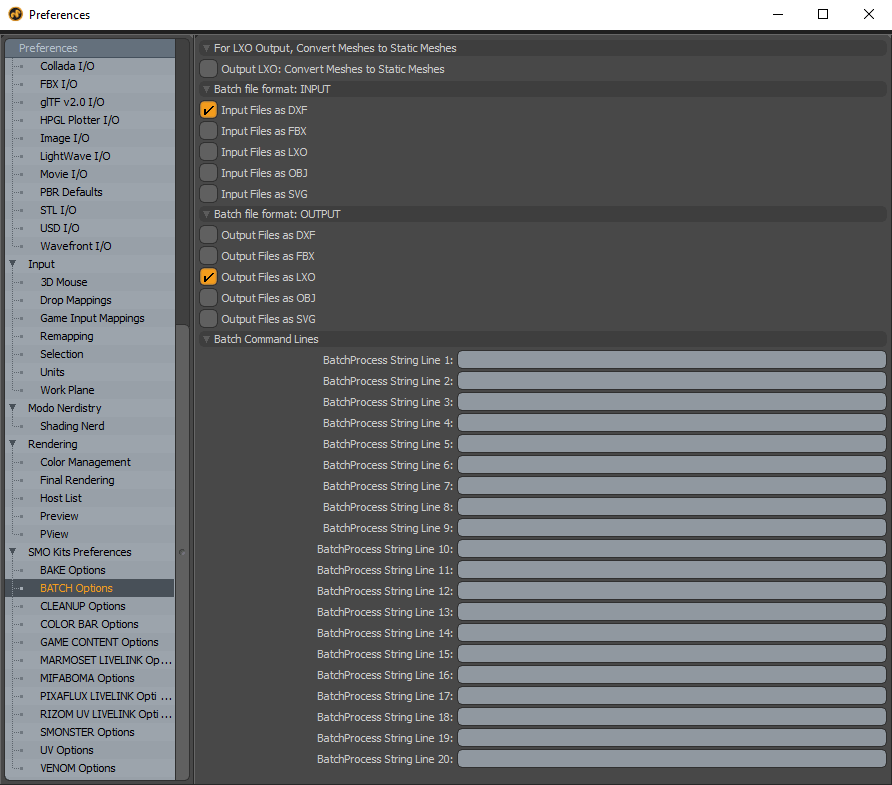 Preferences
Preferences
Collada I/O
FBX I/O
glTF v2.0 I/O
HPGL Plotter I/O
Image I/O
LightWave I/O
Movie I/O
PBR Defaults
STL I/O
USD I/O
Wavefront I/O
Input
3D Mouse
Drop Mappings
Game Input Mappings
Remapping
Selection
Units
Work Plane
Modo Nerdistry
Shading Nerd
Rendering
Color Management
Final Rendering
Host List
Preview
PView
SMO Kits Preferences
BAKE Options
BATCH Options
CLEANUP Options
COLOR BAR Options
GAME CONTENT Options
MARMOSET LIVELINK Op...
MIFABOMA Options
PIXAFLUX LIVELINK Opti ...
RIZOM UV LIVELINK Opti ...
SMONSTER Options
UV Options
VENOM Options
For LXO Output, Convert Meshes to Static Meshes
Output LXO: Convert Meshes to Static Meshes
Batch file format: INPUT
Input Files as DXF
Input Files as FBX
Input Files as LXO
Input Files as OBJ
Input Files as SVG
Batch file format: OUTPUT
Output Files as DXF
Output Files as FBX
Output Files as LXO
Output Files as OBJ
Output Files as SVG
Batch Command Lines
BatchProcess String Line 1:
BatchProcess String Line 2:
BatchProcess String Line 3:
BatchProcess String Line 4:
BatchProcess String Line 5:
BatchProcess String Line 6:
BatchProcess String Line 7:
BatchProcess String Line 8:
BatchProcess String Line 9:
BatchProcess String Line 10:
BatchProcess String Line 11:
BatchProcess String Line 12:
BatchProcess String Line 13:
BatchProcess String Line 14:
BatchProcess String Line 15:
BatchProcess String Line 16:
BatchProcess String Line 17:
BatchProcess String Line 18:
BatchProcess String Line 19:
BatchProcess String Line 20: